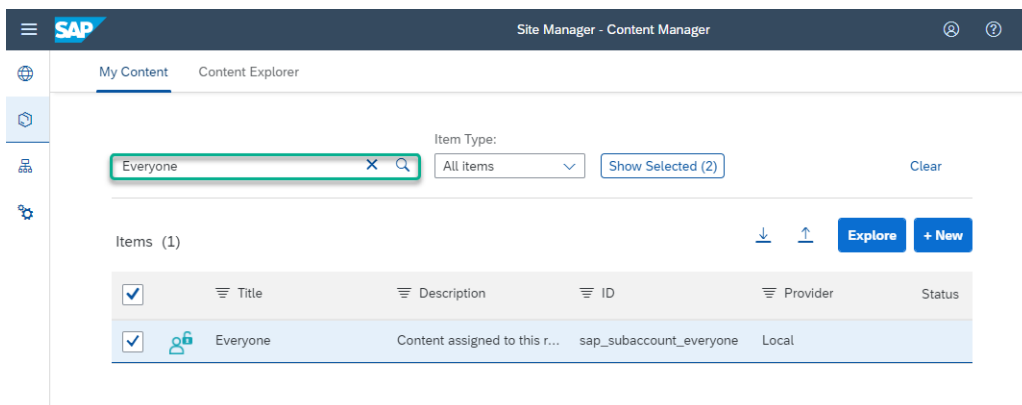 SAP
Site Manager - Content Manager
My Content Content Explorer
Item Type:
Everyone All items Show Selected (2) Clear
Items (1) Explore + New
Title Description ID Provider Status
Everyone Content assigned to this r... sap_subaccount_everyone Local